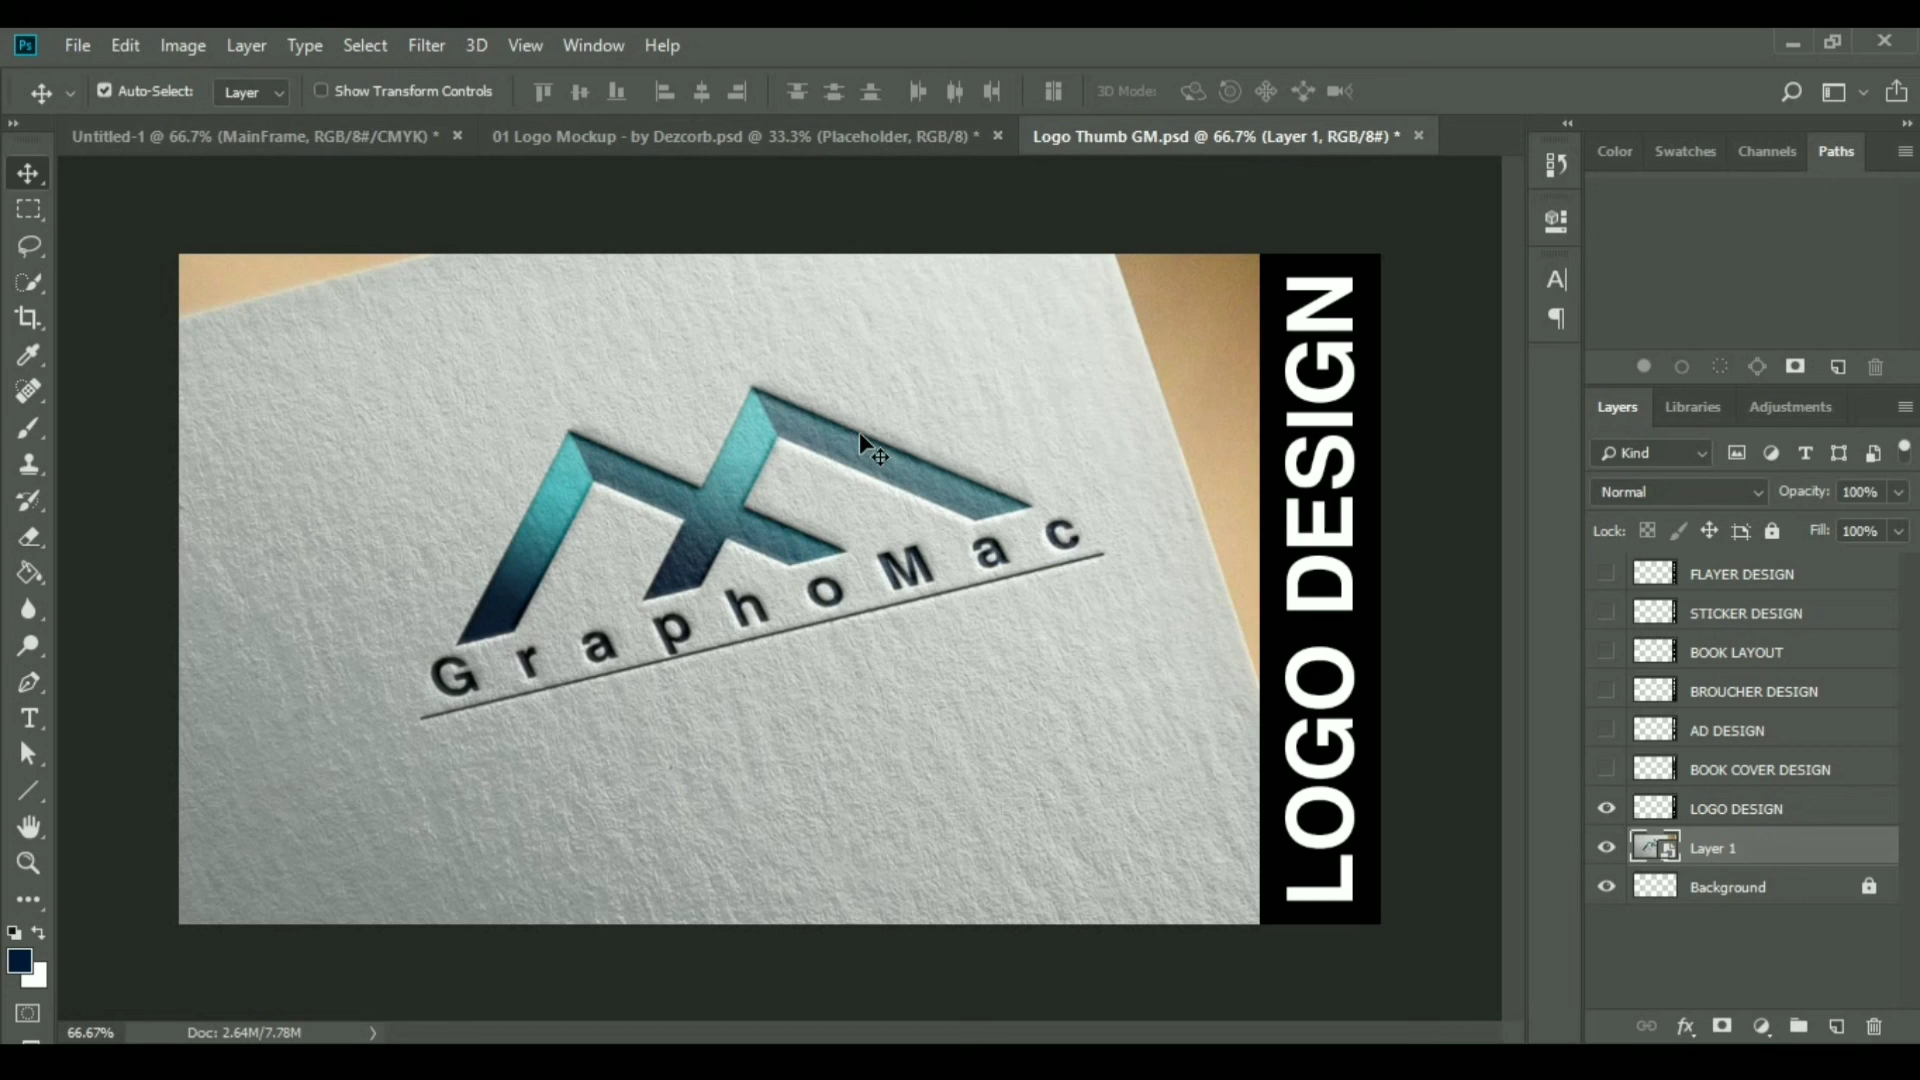 Ps File Edit Image Layer Type Select Filter 3D View Window Help
Auto-Select: Layer Show Transform Controls 3D Mode:
Untitled-1 @ 66.7% (MainFrame, RGB/8#/CMYK) * 01 Logo Mockup - by Dezcorb.psd @ 33.3% (Placeholder, RGB/8) * Logo Thumb GM.psd @ 66.7% (Layer 1, RGB/8#) *
Color Swatches Channels Paths
GraphoMac
LOGO DESIGN
Layers Libraries Adjustments
Kind
Normal Opacity: 100%
Lock: Fill: 100%
FLAYER DESIGN
STICKER DESIGN
BOOK LAYOUT
BROUCHER DESIGN
AD DESIGN
BOOK COVER DESIGN
LOGO DESIGN
Layer 1
Background
66.67% Doc: 2.64M/7.78M